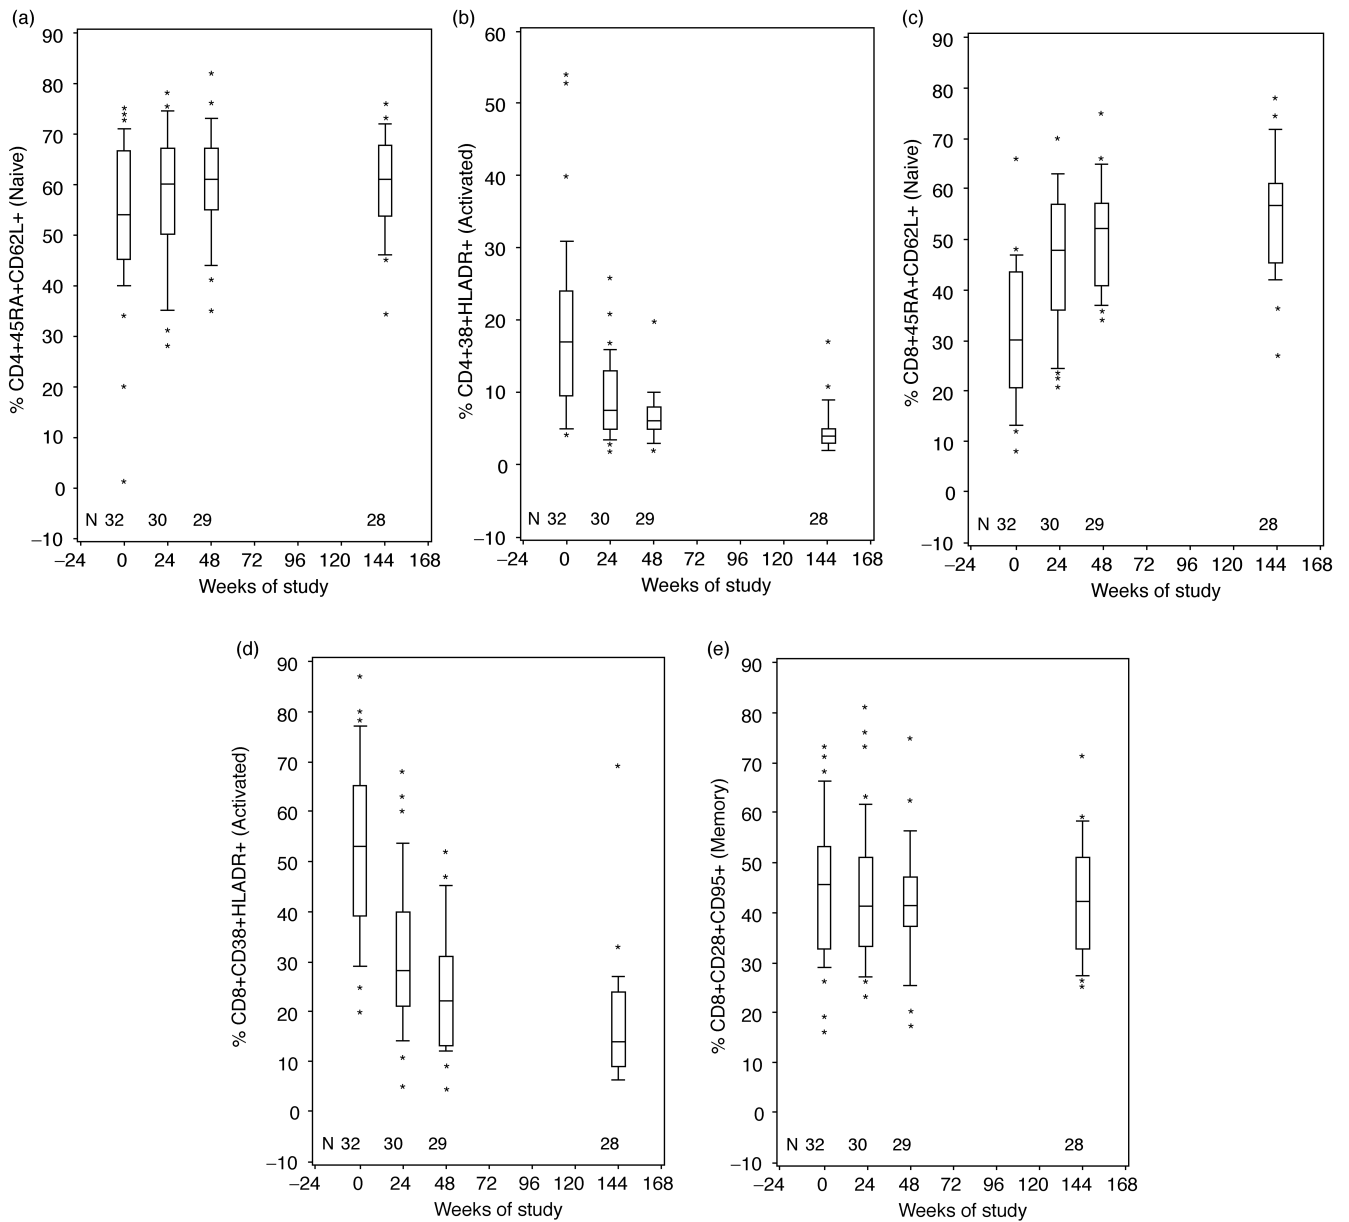 (a)
% CD4+45RA+CD62L+ (Naive)
90
80
70
60
50
40
30
20
10
0
−10
N 32 30 29 28
−24 0 24 48 72 96 120 144 168
Weeks of study
(b)
% CD4+38+HLADR+ (Activated)
60
50
40
30
20
10
0
−10
N 32 30 29 28
−24 0 24 48 72 96 120 144 168
Weeks of study
(c)
% CD8+45RA+CD62L+ (Naive)
90
80
70
60
50
40
30
20
10
0
−10
N 32 30 29 28
−24 0 24 48 72 96 120 144 168
Weeks of study
(d)
% CD8+CD38+HLADR+ (Activated)
90
80
70
60
50
40
30
20
10
0
−10
N 32 30 29 28
−24 0 24 48 72 96 120 144 168
Weeks of study
(e)
% CD8+CD28+CD95+ (Memory)
90
80
70
60
50
40
30
20
10
0
−10
N 32 30 29 28
−24 0 24 48 72 96 120 144 168
Weeks of study